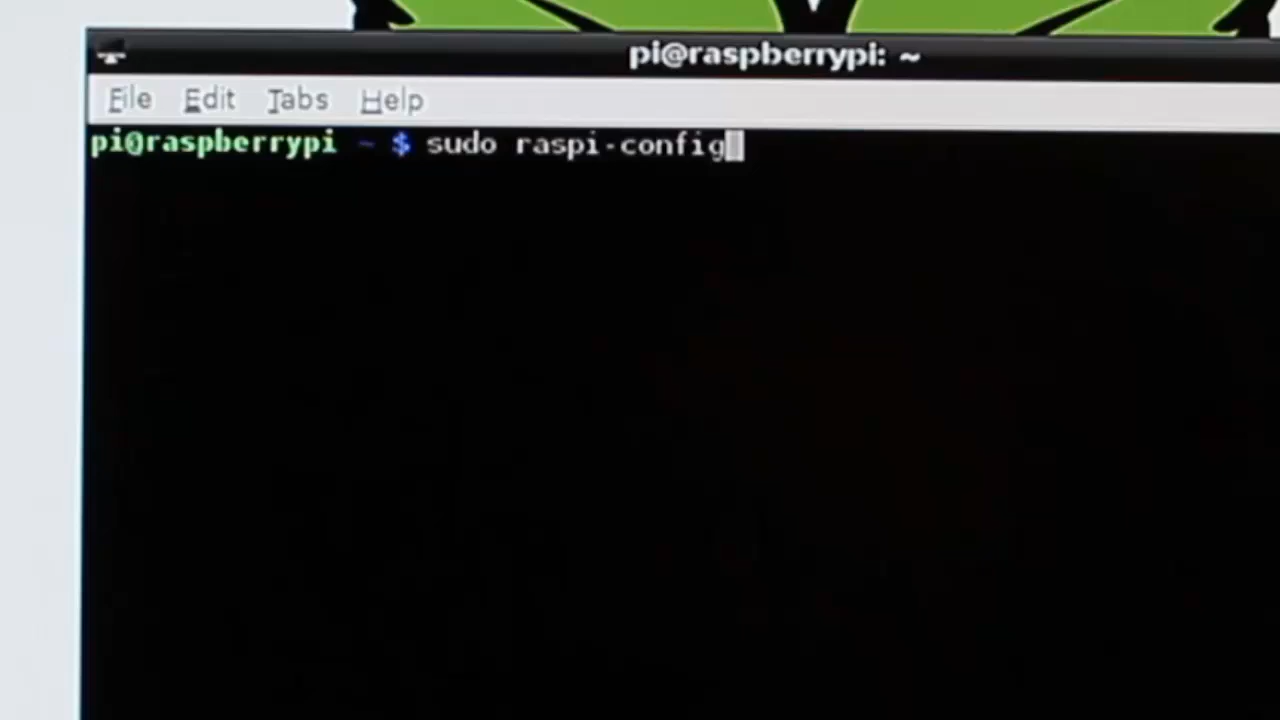 pi@raspberrypi: ~
File Edit Tabs Help
pi@raspberrypi ~ $ sudo raspi-config